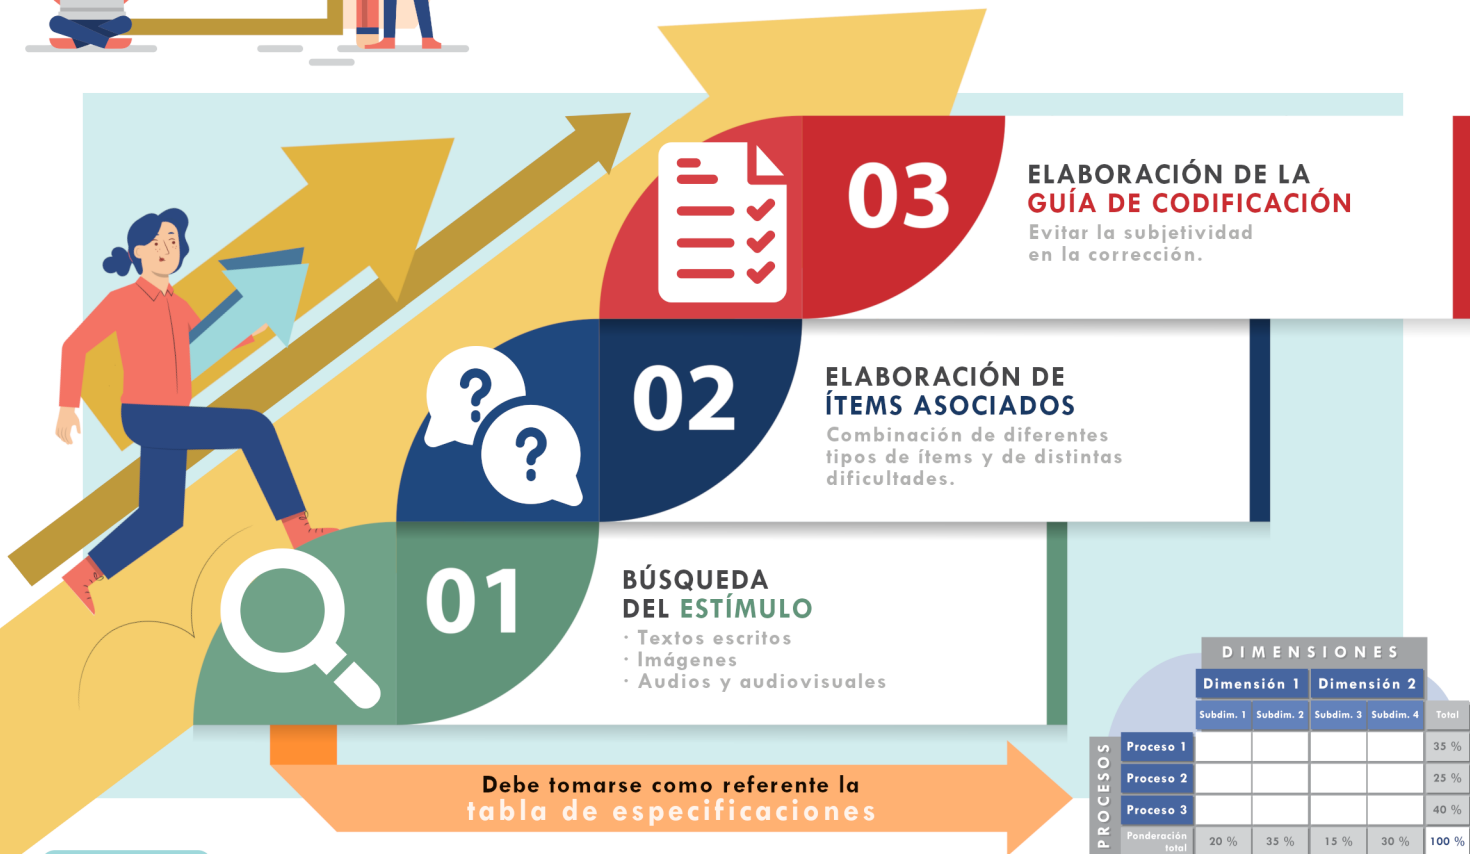 03
ELABORACIÓN DE LA
GUÍA DE CODIFICACIÓN
Evitar la subjetividad
en la corrección.
? ?
02
ELABORACIÓN DE
ÍTEMS ASOCIADOS
Combinación de diferentes
tipos de ítems y de distintas
dificultades.
01
BÚSQUEDA
DEL ESTÍMULO
· Textos escritos
· Imágenes
· Audios y audiovisuales
Debe tomarse como referente la
tabla de especificaciones
DIMENSIONES
Dimensión 1 Dimensión 2
Subdim. 1 Subdim. 2 Subdim. 3 Subdim. 4 Total
PROCESOS
Proceso 1 35 %
Proceso 2 25 %
Proceso 3 40 %
Ponderación
total 20 % 35 % 15 % 30 % 100 %